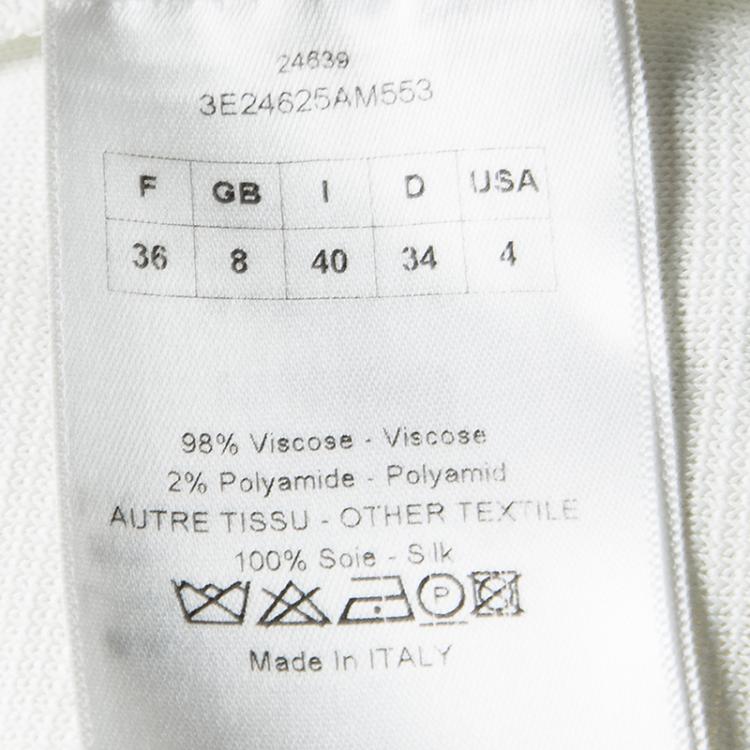 24639
3E24625AM553
F GB I D USA
36 8 40 34 4
98% Viscose - Viscose
2% Polyamide - Polyamid
AUTRE TISSU - OTHER TEXTILE
100% Soie - Silk
P
Made In ITALY